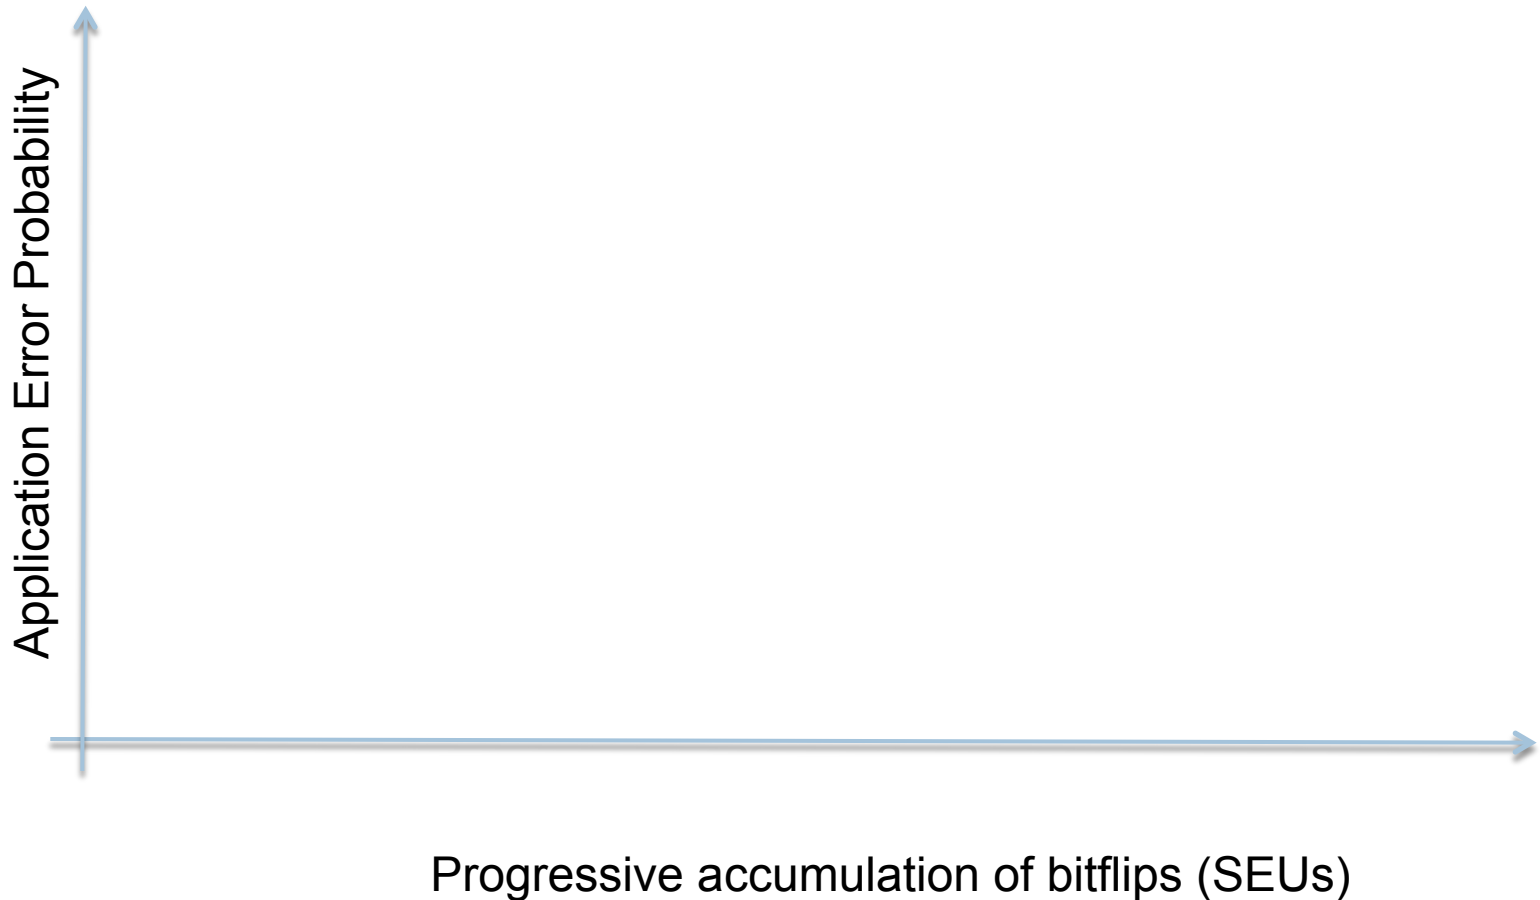 Application Error Probability
Progressive accumulation of bitflips (SEUs)